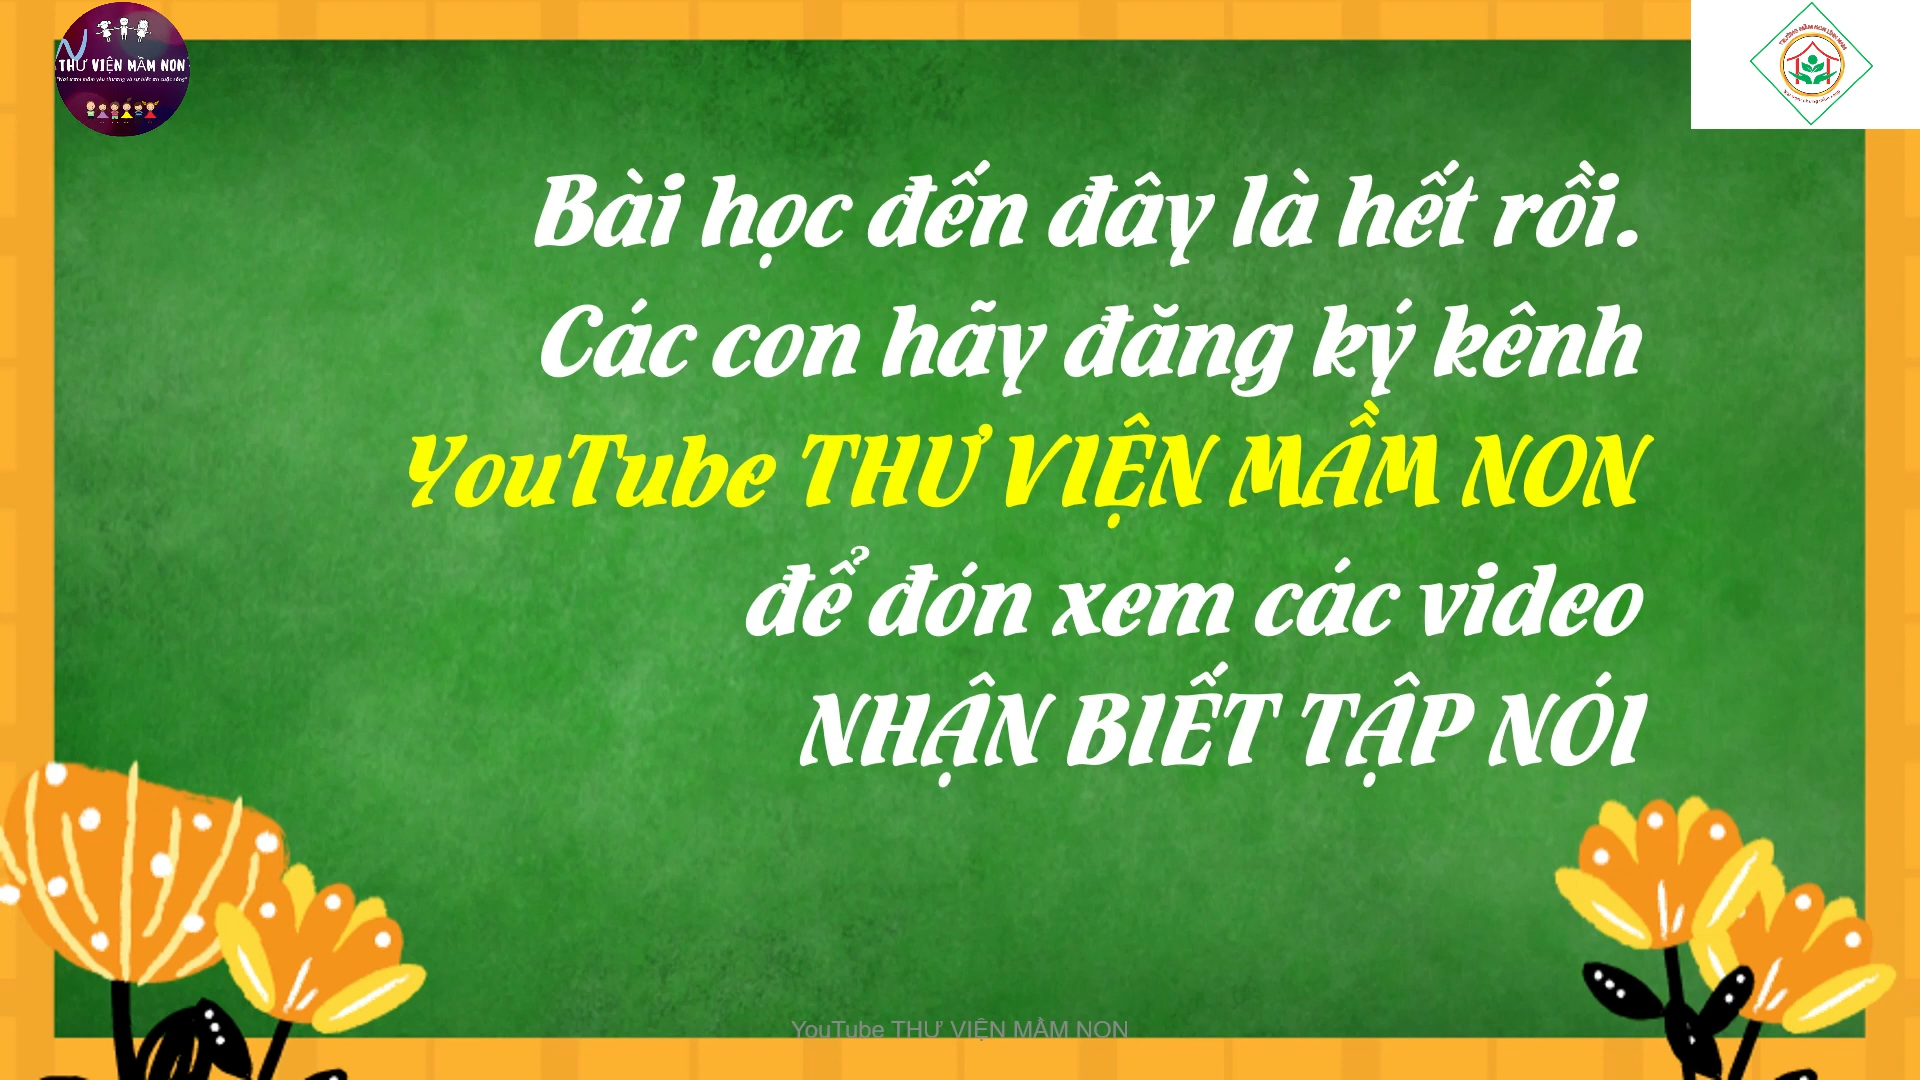 THƯ VIỆN MẦM NON
Bài học đến đây là hết rồi.
Các con hãy đăng ký kênh
YouTube THƯ VIỆN MẦM NON
để đón xem các video
NHẬN BIẾT TẬP NÓI
YouTube THƯ VIỆN MẦM NON